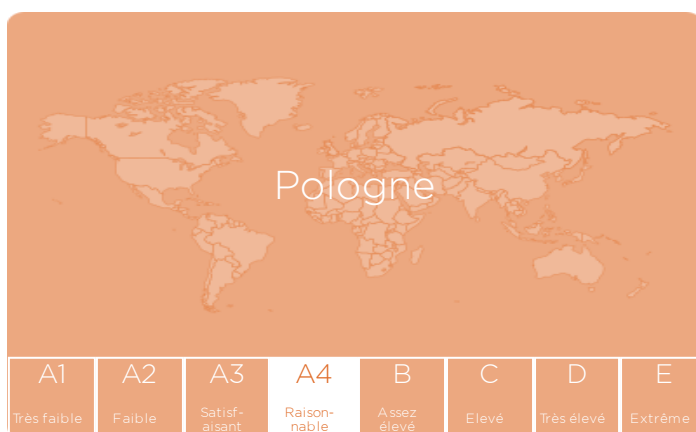 Pologne
A1 A2 A3 A4 B C D E
Très faible Faible Satisf- Raison- Assez Elevé Très élevé Extrême
aisant nable élevé